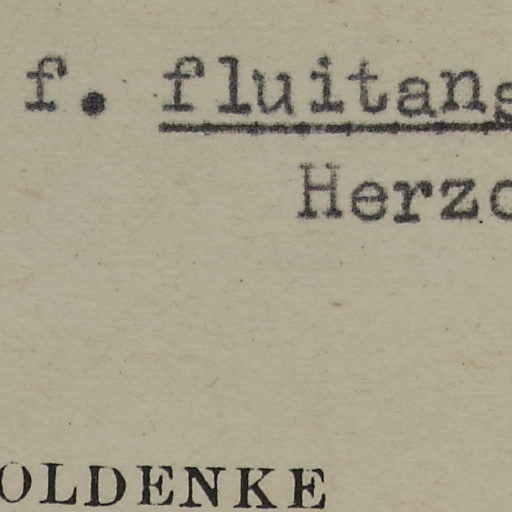 f. fluitans
Herzo
OLDENKE